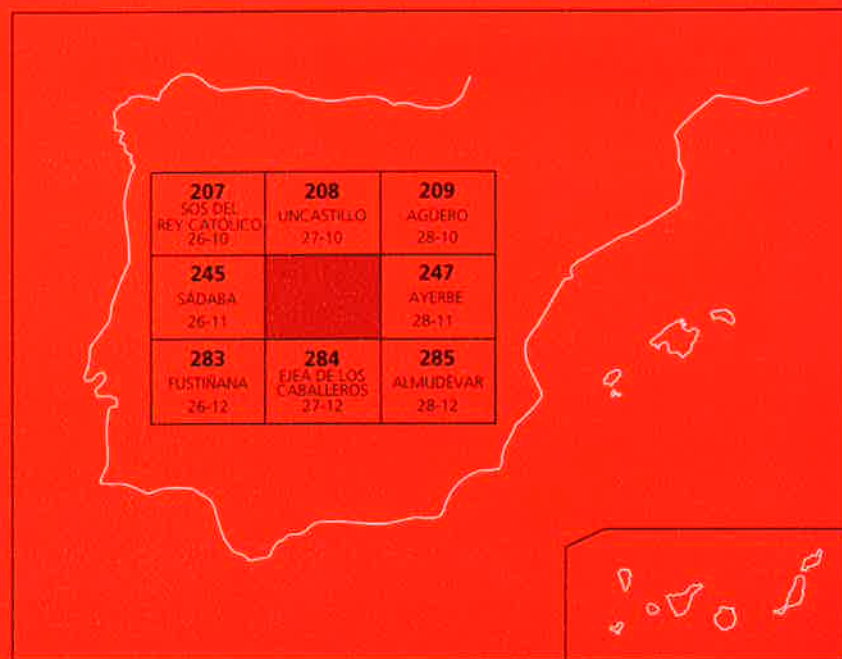 207
SOS DEL
REY CATÓLICO
26-10
208
UNCASTILLO
27-10
209
AGÜERO
28-10
245
SÁDABA
26-11
247
AYERBE
28-11
283
FUSTIÑANA
26-12
284
EJEA DE LOS
CABALLEROS
27-12
285
ALMUDÉVAR
28-12